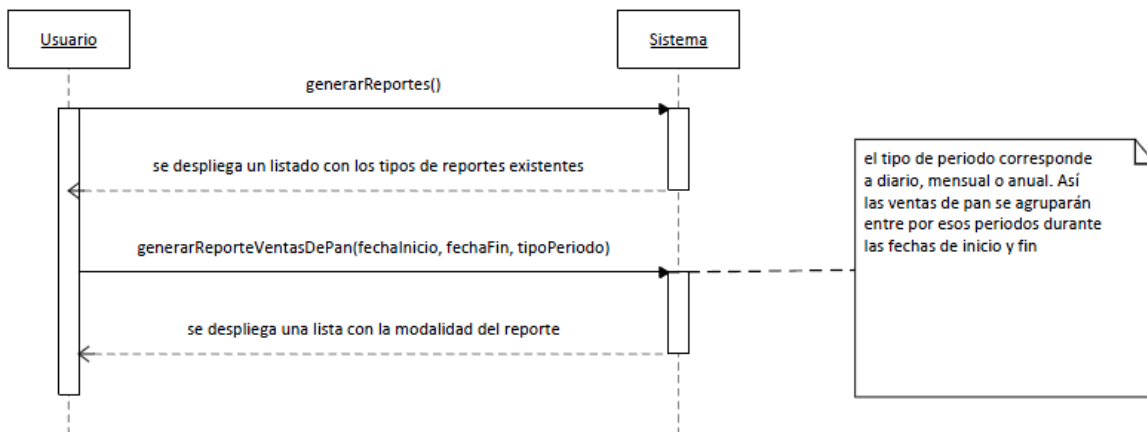 Usuario
Sistema
generarReportes()
se despliega un listado con los tipos de reportes existentes
el tipo de periodo corresponde
a diario, mensual o anual. Así
las ventas de pan se agruparán
entre por esos periodos durante
las fechas de inicio y fin
generarReporteVentasDePan(fechaInicio, fechaFin, tipoPeriodo)
se despliega una lista con la modalidad del reporte